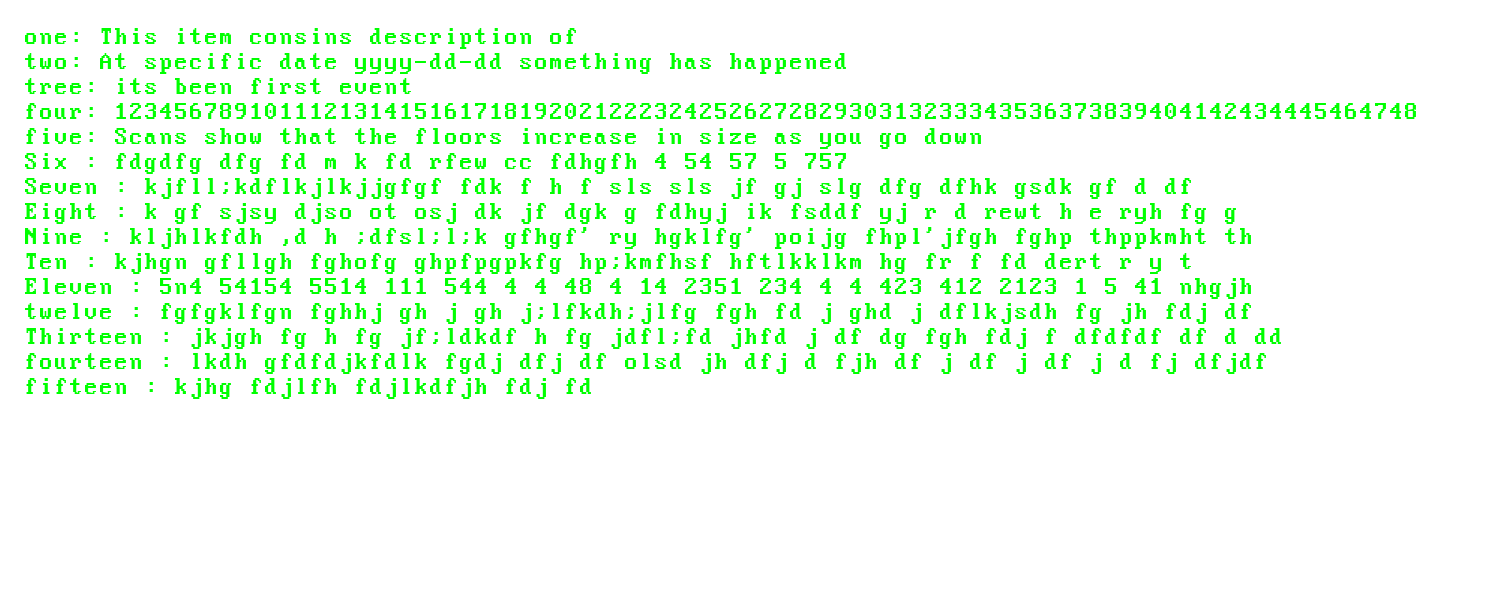 one: This item consins description of
two: At specific date yyyy-dd-dd something has happened
tree: its been first event
four: 123456789101112131415161718192021222324252627282930313233343536373839404142434445464748
five: Scans show that the floors increase in size as you go down
Six : fdgdfg dfg fd m k fd rfew cc fdhgfh 4 54 57 5 757
Seven : kjfll;kdflkjlkjjgfgf fdk f h f sls sls jf gj slg dfg dfhk gsdk gf d df
Eight : k gf sjsy djso ot osj dk jf dgk g fdhyj ik fsddf yj r d rewt h e ryh fg g
Nine : kljhlkfdh ,d h ;dfsl;l;k gfhgf' ry hgklfg' poijg fhpl'jfgh fghp thppkmht th
Ten : kjhgn gfllgh fghofg ghpfpgpkfg hp;kmfhsf hftlkklkm hg fr f fd dert r y t
Eleven : 5n4 54154 5514 111 544 4 4 48 4 14 2351 234 4 4 423 412 2123 1 5 41 nhgjh
twelve : fgfgklfgn fghhj gh j gh j;lfkdh;jlfg fgh fd j ghd j dflkjsdh fg jh fdj df
Thirteen : jkjgh fg h fg jf;ldkdf h fg jdfl;fd jhfd j df dg fgh fdj f dfdfdf df d dd
fourteen : lkdh gfdfdjkfdlk fgdj dfj df olsd jh dfj d fjh df j df j df j d fj dfjdf
fifteen : kjhg fdjlfh fdjlkdfjh fdj fd